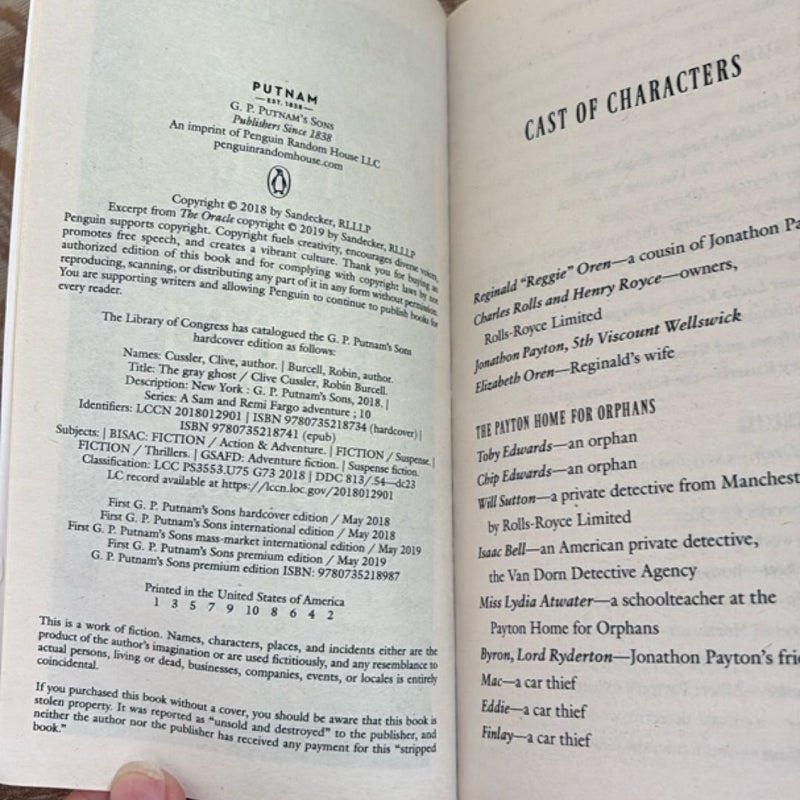 PUTNAM
—EST. 1838—
G. P. PUTNAM'S SONS
Publishers Since 1838
An imprint of Penguin Random House LLC
penguinrandomhouse.com
Copyright © 2018 by Sandecker, RLLLP
Excerpt from The Oracle copyright © 2019 by Sandecker, RLLLP
Penguin supports copyright. Copyright fuels creativity, encourages diverse voices,
promotes free speech, and creates a vibrant culture. Thank you for buying an
authorized edition of this book and for complying with copyright laws by not
reproducing, scanning, or distributing any part of it in any form without permission.
You are supporting writers and allowing Penguin to continue to publish books for
every reader.
The Library of Congress has catalogued the G. P. Putnam's Sons
hardcover edition as follows:
Names: Cussler, Clive, author. | Burcell, Robin, author.
Title: The gray ghost / Clive Cussler, Robin Burcell.
Description: New York : G. P. Putnam's Sons, 2018. |
Series: A Sam and Remi Fargo adventure ; 10
Identifiers: LCCN 2018012901 | ISBN 9780735218734 (hardcover) |
ISBN 9780735218741 (epub)
Subjects: | BISAC: FICTION / Action & Adventure. | FICTION / Suspense. |
FICTION / Thrillers. | GSAFD: Adventure fiction. | Suspense fiction.
Classification: LCC PS3553.U75 G73 2018 | DDC 813/.54—dc23
LC record available at https://lccn.loc.gov/2018012901
First G. P. Putnam's Sons hardcover edition / May 2018
First G. P. Putnam's Sons international edition / May 2018
First G. P. Putnam's Sons mass-market international edition / May 2019
First G. P. Putnam's Sons premium edition / May 2019
G. P. Putnam's Sons premium edition ISBN: 9780735218987
Printed in the United States of America
1 3 5 7 9 10 8 6 4 2
This is a work of fiction. Names, characters, places, and incidents either are the
product of the author's imagination or are used fictitiously, and any resemblance to
actual persons, living or dead, businesses, companies, events, or locales is entirely
coincidental.
If you purchased this book without a cover, you should be aware that this book is
stolen property. It was reported as "unsold and destroyed" to the publisher, and
neither the author nor the publisher has received any payment for this "stripped
book."
CAST OF CHARACTERS
Reginald "Reggie" Oren—a cousin of Jonathon Pa
Charles Rolls and Henry Royce—owners,
Rolls-Royce Limited
Jonathon Payton, 5th Viscount Wellswick
Elizabeth Oren—Reginald's wife
THE PAYTON HOME FOR ORPHANS
Toby Edwards—an orphan
Chip Edwards—an orphan
Will Sutton—a private detective from Manchest
by Rolls-Royce Limited
Isaac Bell—an American private detective,
the Van Dorn Detective Agency
Miss Lydia Atwater—a schoolteacher at the
Payton Home for Orphans
Byron, Lord Ryderton—Jonathon Payton's frie
Mac—a car thief
Eddie—a car thief
Finlay—a car thief